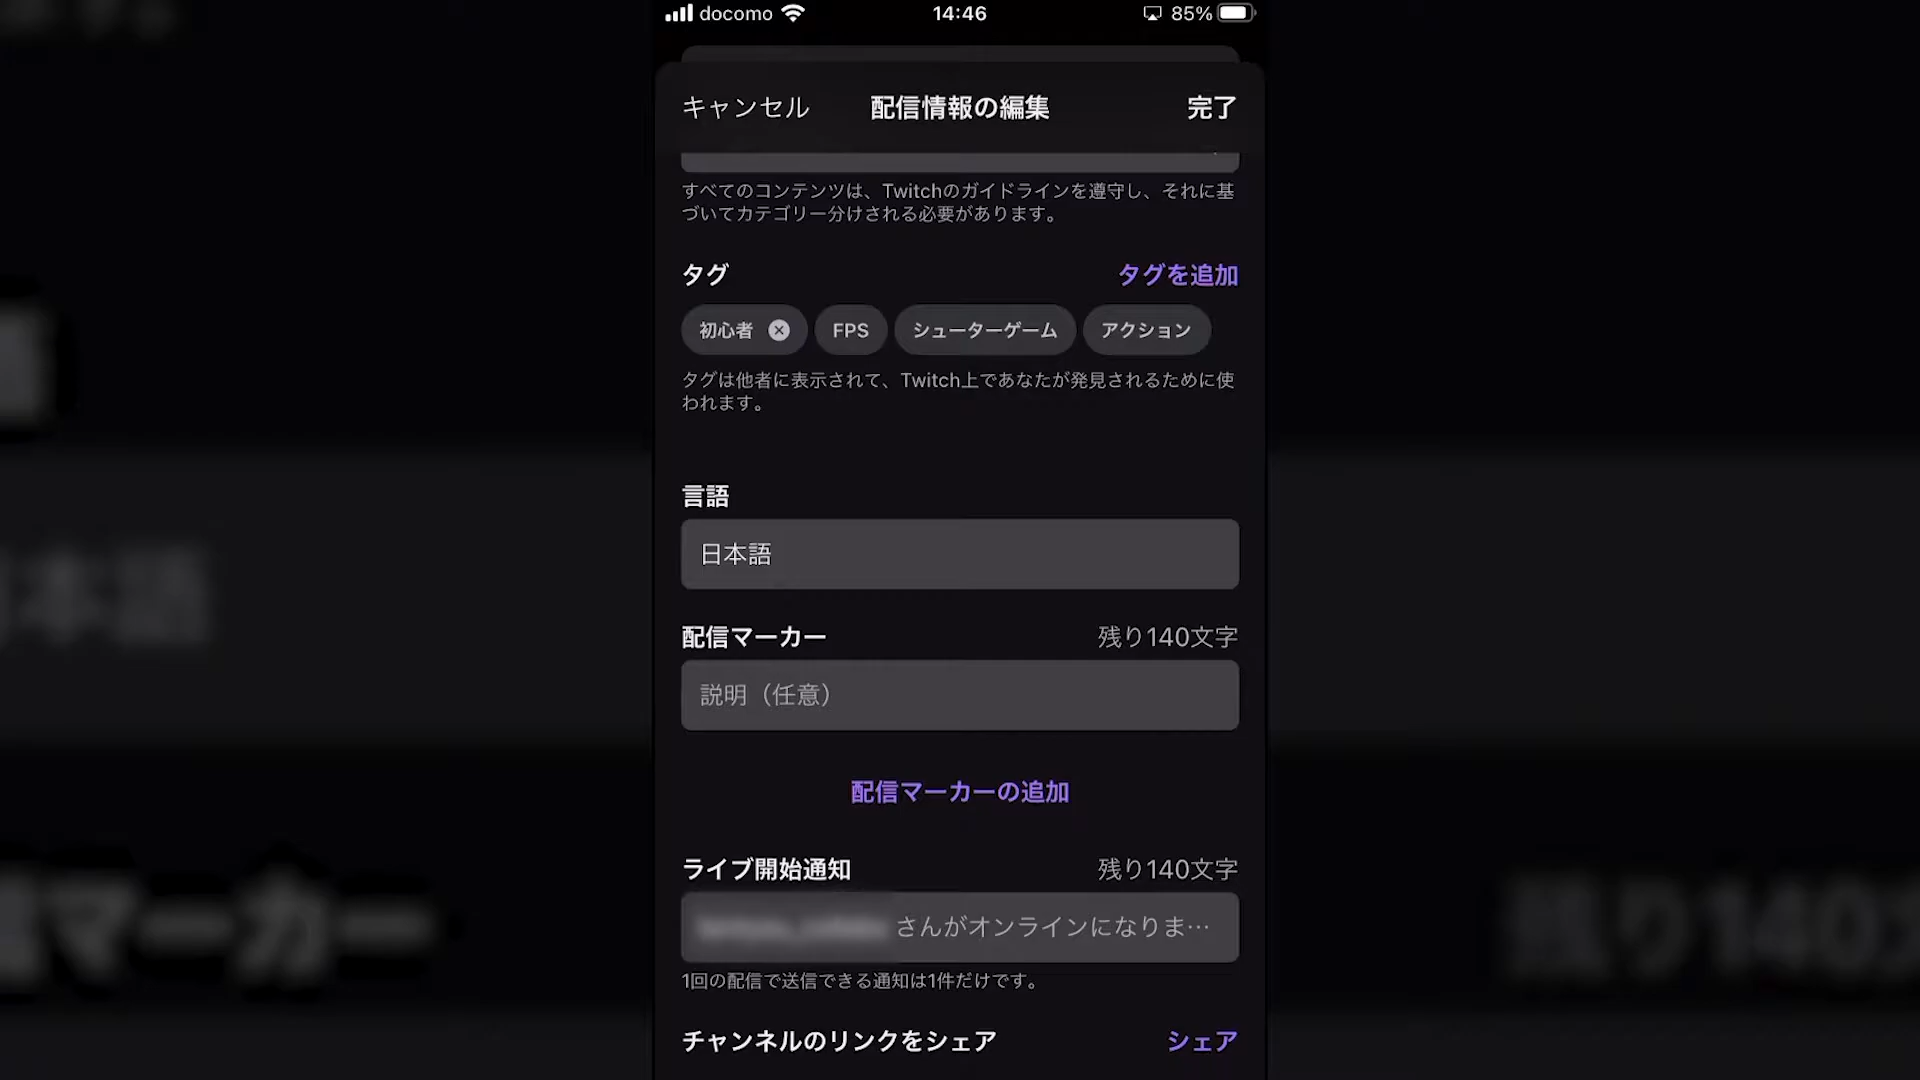 docomo 14:46 85%
キャンセル 配信情報の編集 完了
すべてのコンテンツは、Twitchのガイドラインを遵守し、それに基
づいてカテゴリー分けされる必要があります。
タグ タグを追加
初心者 FPS シューターゲーム アクション
タグは他者に表示されて、Twitch上であなたが発見されるために使
われます。
言語
日本語
配信マーカー 残り140文字
説明（任意）
配信マーカーの追加
ライブ開始通知 残り140文字
さんがオンラインになりま…
1回の配信で送信できる通知は1件だけです。
チャンネルのリンクをシェア シェア